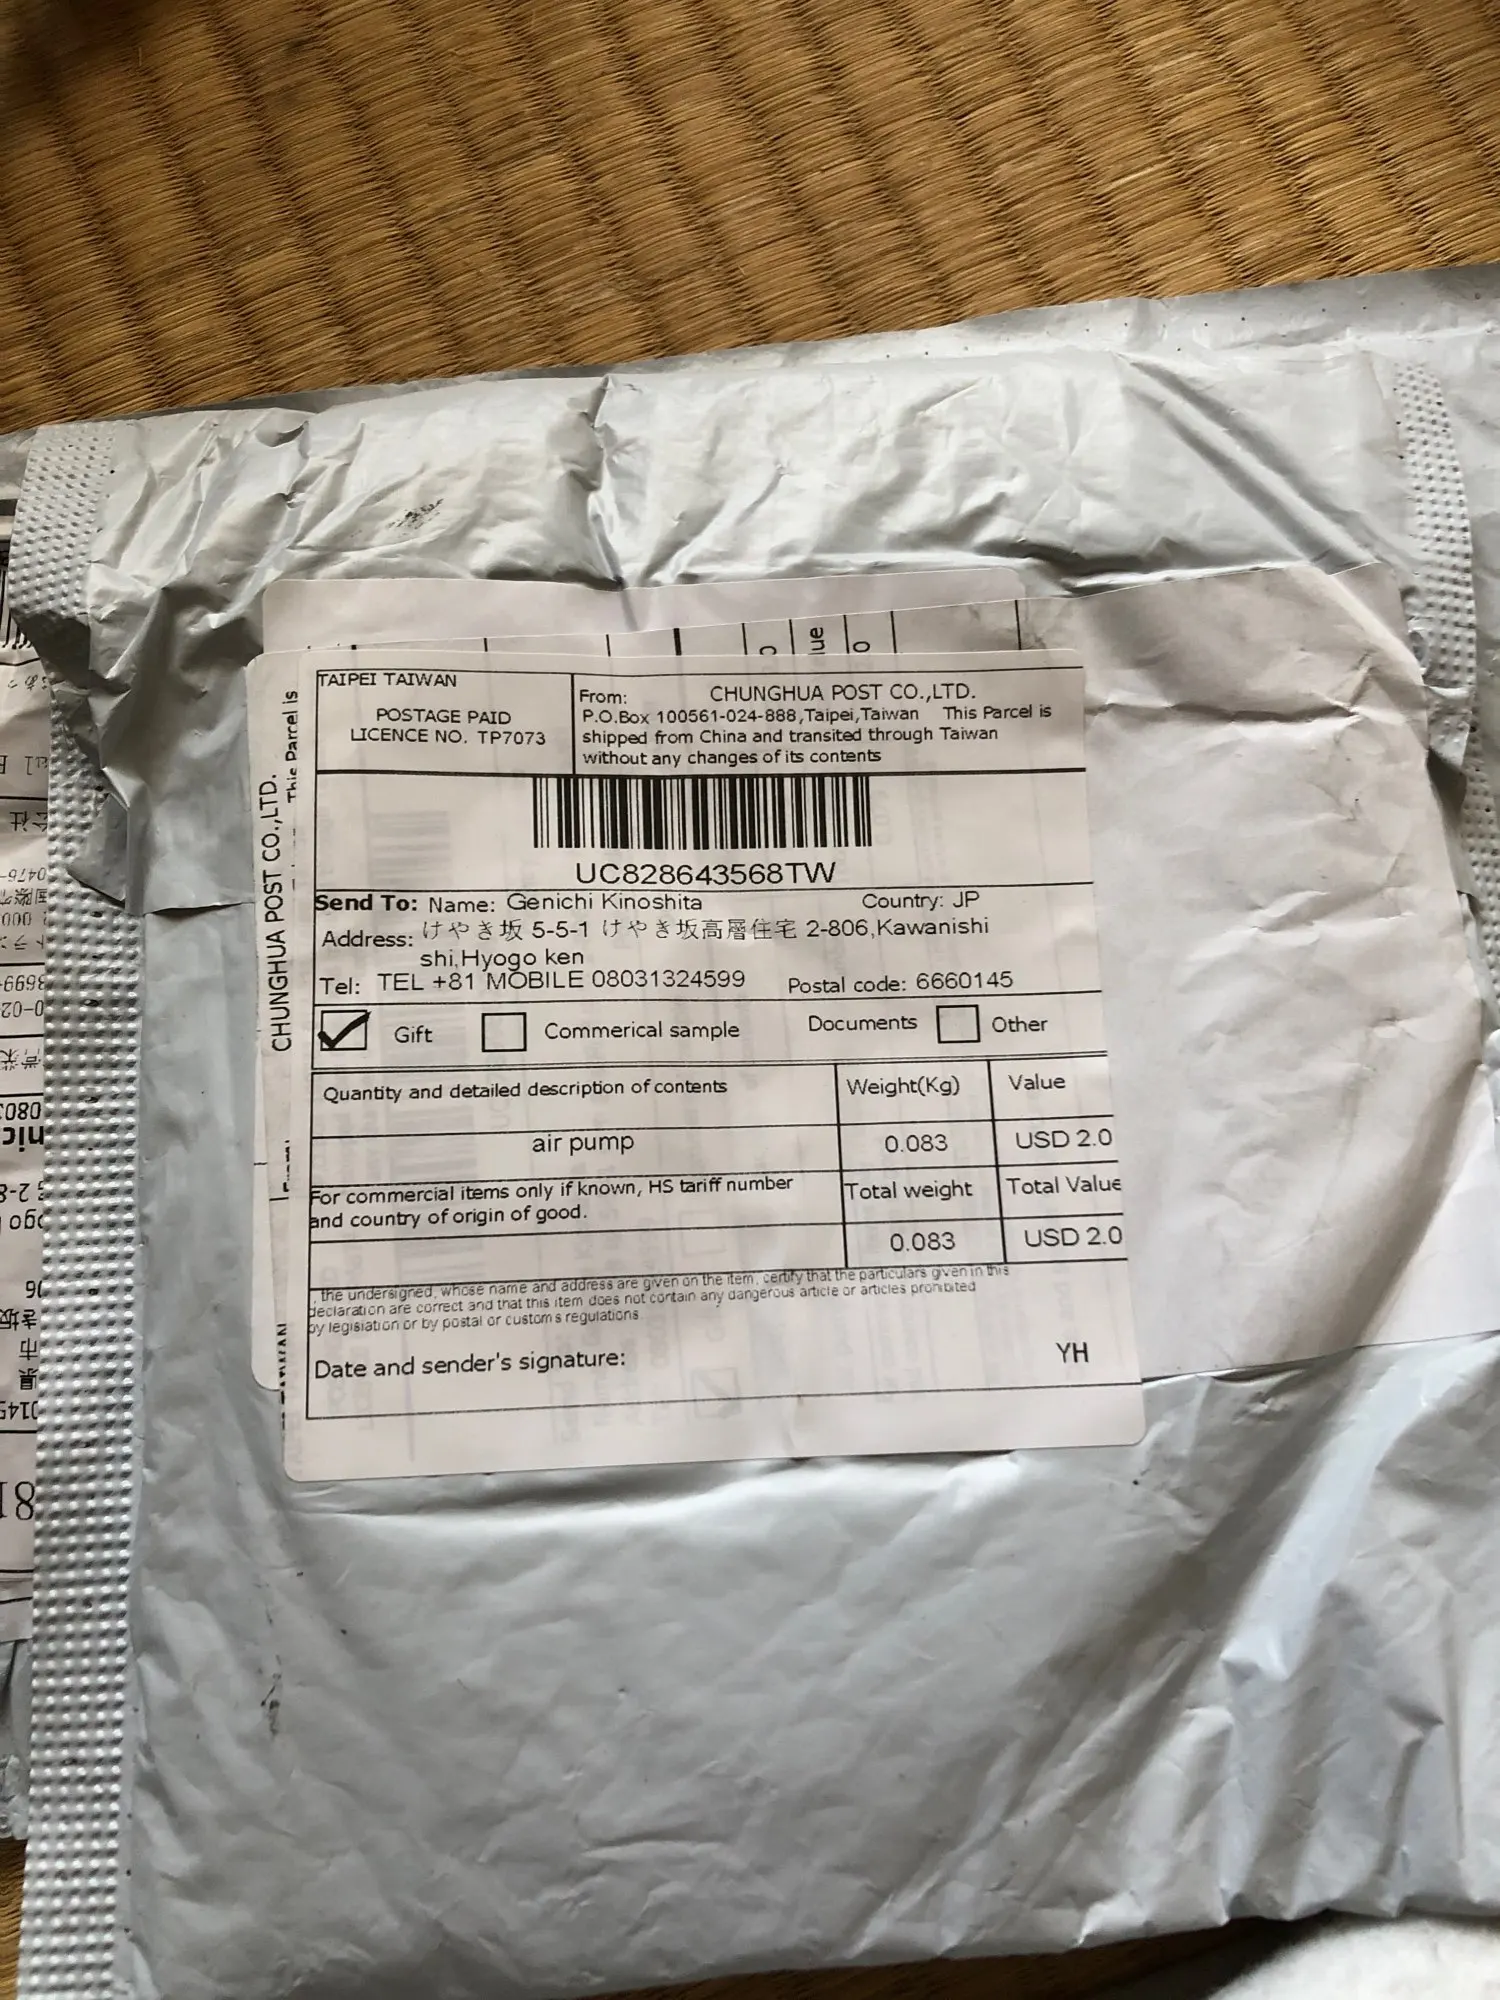 TAIPEI TAIWAN
POSTAGE PAID
LICENCE NO. TP7073
From: CHUNGHUA POST CO.,LTD.
P.O.Box 100561-024-888,Taipei,Taiwan This Parcel is
shipped from China and transited through Taiwan
without any changes of its contents
UC828643568TW
Send To: Name: Genichi Kinoshita Country: JP
Address: けやき坂 5-5-1 けやき坂高層住宅 2-806,Kawanishi
shi,Hyogo ken
Tel: TEL +81 MOBILE 08031324599 Postal code: 6660145
Gift Commerical sample Documents Other
Quantity and detailed description of contents Weight(Kg) Value
air pump 0.083 USD 2.0
For commercial items only if known, HS tariff number Total weight Total Value
and country of origin of good.
0.083 USD 2.0
the undersigned, whose name and address are given on the item, certify that the particulars given in this
declaration are correct and that this item does not contain any dangerous article or articles prohibited
by legislation or by postal or customs regulations
Date and sender's signature:
YH
CHUNGHUA POST CO.,LTD.
This Parcel is